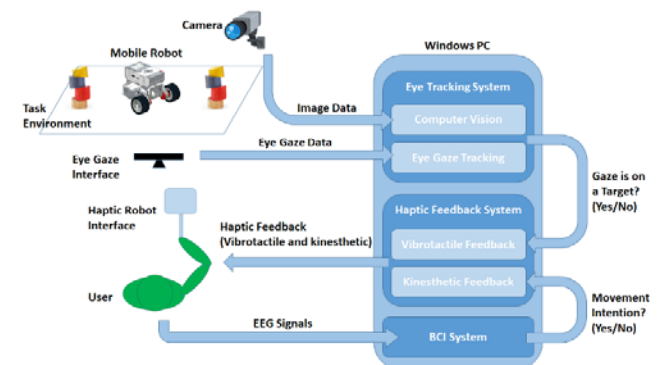 Camera
Windows PC
Mobile Robot
Eye Tracking System
Task
Environment
Image Data
Computer Vision
Eye Gaze Data
Eye Gaze
Interface
Eye Gaze Tracking
Gaze is on
a Target?
(Yes/No)
Haptic Robot
Interface
Haptic Feedback
(Vibrotactile and kinesthetic)
Haptic Feedback System
Vibrotactile Feedback
Kinesthetic Feedback
User
Movement
Intention?
(Yes/No)
EEG Signals
BCI System